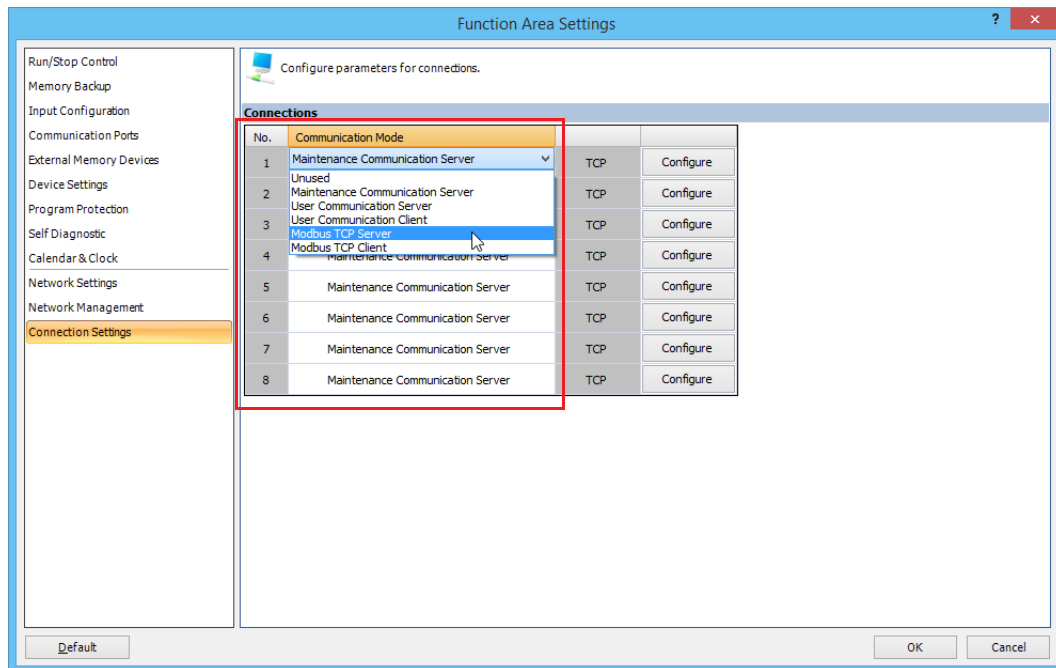 Function Area Settings
?
×
Run/Stop Control
Memory Backup
Input Configuration
Communication Ports
External Memory Devices
Device Settings
Program Protection
Self Diagnostic
Calendar & Clock
Network Settings
Network Management
Connection Settings
Configure parameters for connections.
Connections
No. Communication Mode
1 Maintenance Communication Server TCP Configure
Unused
Maintenance Communication Server
User Communication Server
User Communication Client
Modbus TCP Server
Modbus TCP Client
2 TCP Configure
3 TCP Configure
4 Maintenance Communication Server TCP Configure
5 Maintenance Communication Server TCP Configure
6 Maintenance Communication Server TCP Configure
7 Maintenance Communication Server TCP Configure
8 Maintenance Communication Server TCP Configure
Default OK Cancel